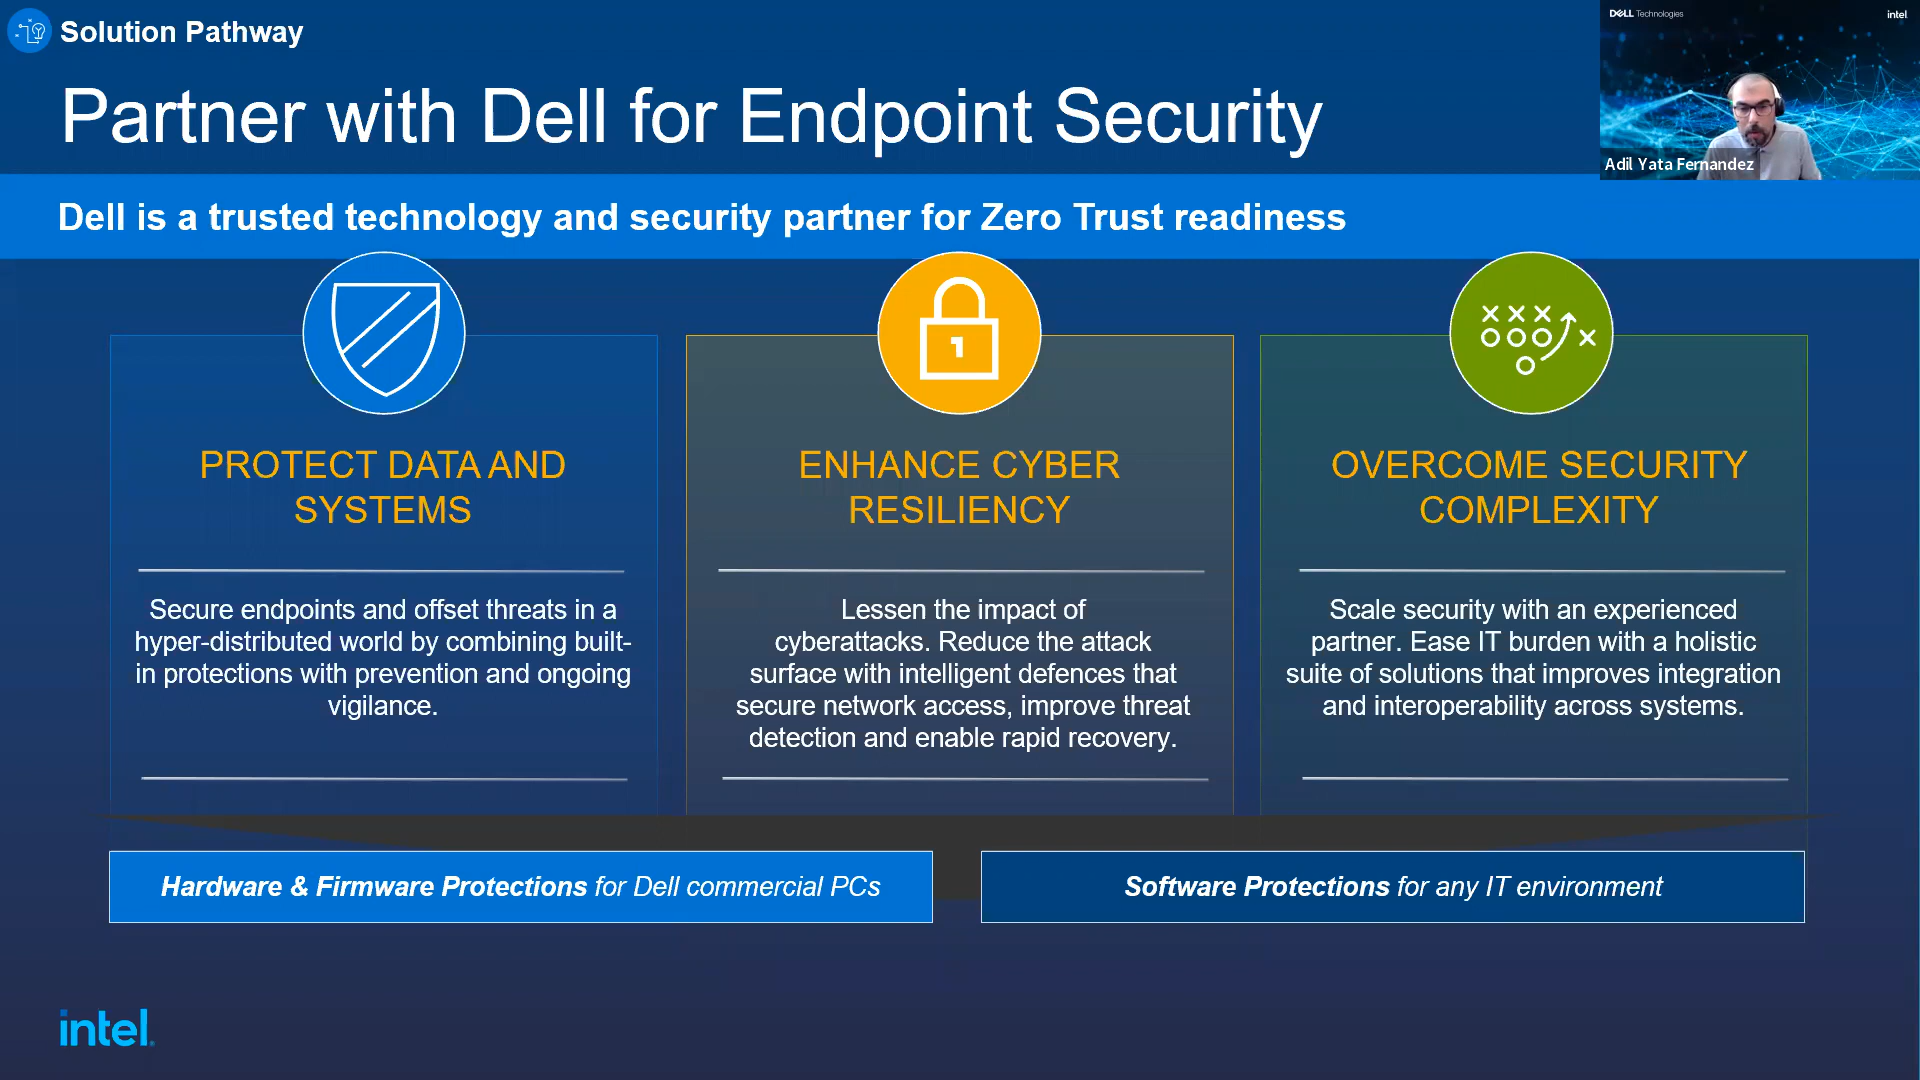 Solution Pathway
Partner with Dell for Endpoint Security
DELL Technologies
intel
Adil Yata Fernandez
Dell is a trusted technology and security partner for Zero Trust readiness
PROTECT DATA AND
SYSTEMS
Secure endpoints and offset threats in a
hyper-distributed world by combining built-
in protections with prevention and ongoing
vigilance.
1
ENHANCE CYBER
RESILIENCY
Lessen the impact of
cyberattacks. Reduce the attack
surface with intelligent defences that
secure network access, improve threat
detection and enable rapid recovery.
OVERCOME SECURITY
COMPLEXITY
Scale security with an experienced
partner. Ease IT burden with a holistic
suite of solutions that improves integration
and interoperability across systems.
Hardware & Firmware Protections for Dell commercial PCs
Software Protections for any IT environment
intel.